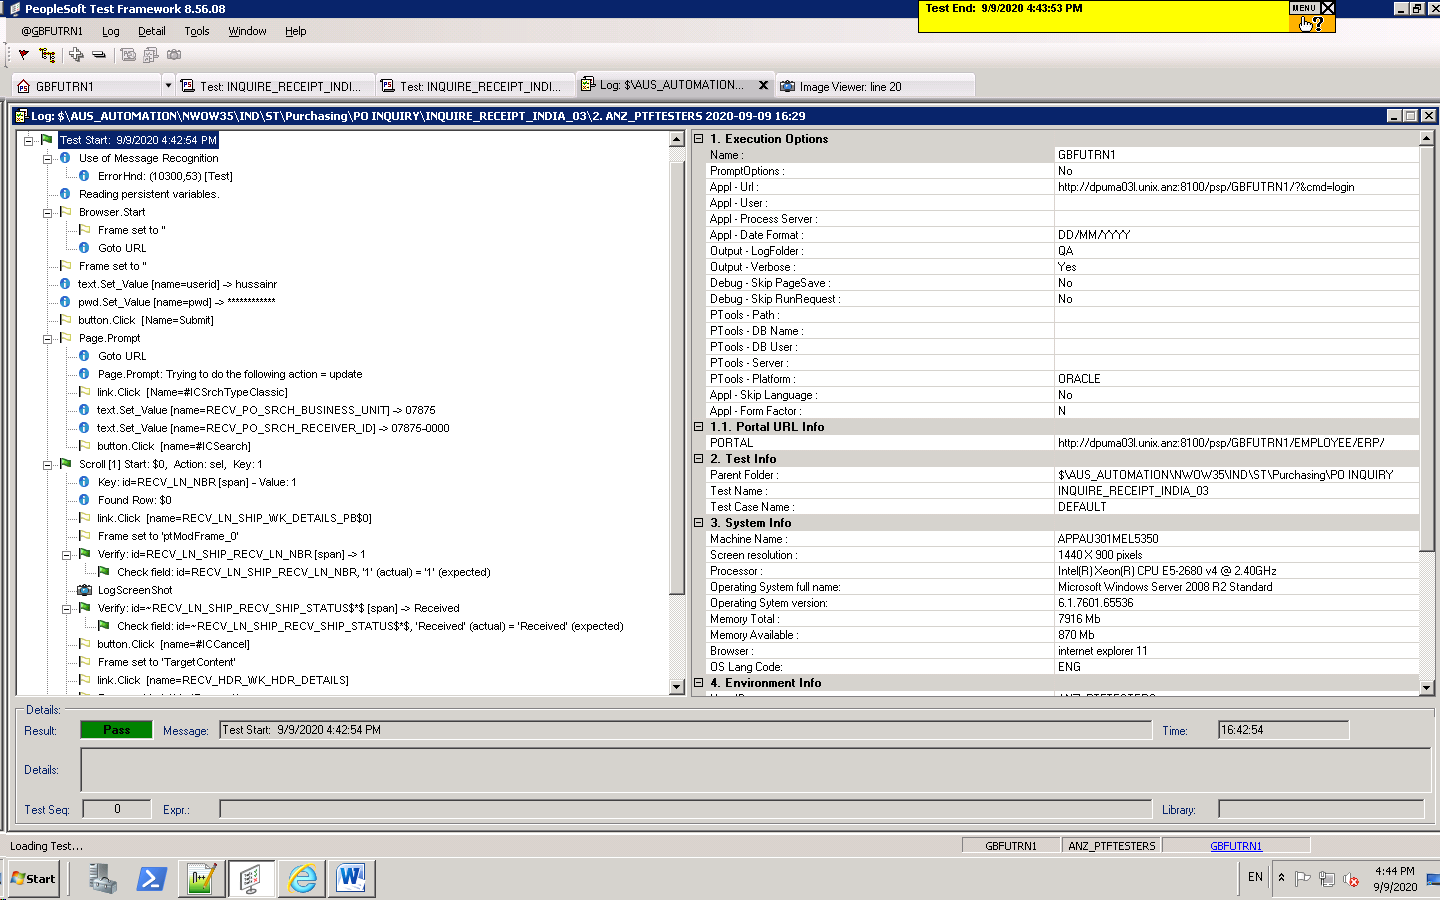 PeopleSoft Test Framework 8.56.08
Test End:  9/9/2020 4:43:53 PM
MENU
@GBFUTRN1 Log Detail Tools Window Help
GBFUTRN1
Test: INQUIRE_RECEIPT_INDI...
Test: INQUIRE_RECEIPT_INDI...
Log: $\AUS_AUTOMATION...
Image Viewer: line 20
Log: $\AUS_AUTOMATION\NWOW35\IND\ST\Purchasing\PO INQUIRY\INQUIRE_RECEIPT_INDIA_03\2. ANZ_PTFTESTERS 2020-09-09 16:29
Test Start:  9/9/2020 4:42:54 PM
Use of Message Recognition
ErrorHnd: (10300,53) [Test]
Reading persistent variables.
Browser.Start
Frame set to ''
Goto URL
Frame set to ''
text.Set_Value [name=userid] -> hussainr
pwd.Set_Value [name=pwd] -> ************
button.Click  [Name=Submit]
Page.Prompt
Goto URL
Page.Prompt: Trying to do the following action = update
link.Click  [Name=#ICSrchTypeClassic]
text.Set_Value [name=RECV_PO_SRCH_BUSINESS_UNIT] -> 07875
text.Set_Value [name=RECV_PO_SRCH_RECEIVER_ID] -> 07875-0000
button.Click  [name=#ICSearch]
Scroll [1] Start: $0,  Action: sel,  Key: 1
Key: id=RECV_LN_NBR [span] - Value: 1
Found Row: $0
link.Click  [name=RECV_LN_SHIP_WK_DETAILS_PB$0]
Frame set to 'ptModFrame_0'
Verify: id=RECV_LN_SHIP_RECV_LN_NBR [span] -> 1
Check field: id=RECV_LN_SHIP_RECV_LN_NBR, '1' (actual) = '1' (expected)
LogScreenShot
Verify: id=~RECV_LN_SHIP_RECV_SHIP_STATUS$*$ [span] -> Received
Check field: id=~RECV_LN_SHIP_RECV_SHIP_STATUS$*$, 'Received' (actual) = 'Received' (expected)
button.Click  [name=#ICCancel]
Frame set to 'TargetContent'
link.Click  [name=RECV_HDR_WK_HDR_DETAILS]
1. Execution Options
Name : GBFUTRN1
PromptOptions : No
Appl - Url : http://dpuma03l.unix.anz:8100/psp/GBFUTRN1/?&cmd=login
Appl - User :
Appl - Process Server :
Appl - Date Format : DD/MM/YYYY
Output - LogFolder : QA
Output - Verbose : Yes
Debug - Skip PageSave : No
Debug - Skip RunRequest : No
PTools - Path :
PTools - DB Name :
PTools - DB User :
PTools - Server :
PTools - Platform : ORACLE
Appl - Skip Language : No
Appl - Form Factor : N
1.1. Portal URL Info
PORTAL http://dpuma03l.unix.anz:8100/psp/GBFUTRN1/EMPLOYEE/ERP/
2. Test Info
Parent Folder : $\AUS_AUTOMATION\NWOW35\IND\ST\Purchasing\PO INQUIRY
Test Name : INQUIRE_RECEIPT_INDIA_03
Test Case Name : DEFAULT
3. System Info
Machine Name : APPAU301MEL5350
Screen resolution : 1440 X 900 pixels
Processor : Intel(R) Xeon(R) CPU E5-2680 v4 @ 2.40GHz
Operating System full name: Microsoft Windows Server 2008 R2 Standard
Operating Sytem version: 6.1.7601.65536
Memory Total : 7916 Mb
Memory Available : 870 Mb
Browser : internet explorer 11
OS Lang Code: ENG
4. Environment Info
Details:
Result: Pass Message: Test Start:  9/9/2020 4:42:54 PM Time: 16:42:54
Details:
Test Seq: 0 Expr.: Library:
Loading Test... GBFUTRN1 ANZ_PTFTESTERS GBFUTRN1
Start EN 4:44 PM
9/9/2020